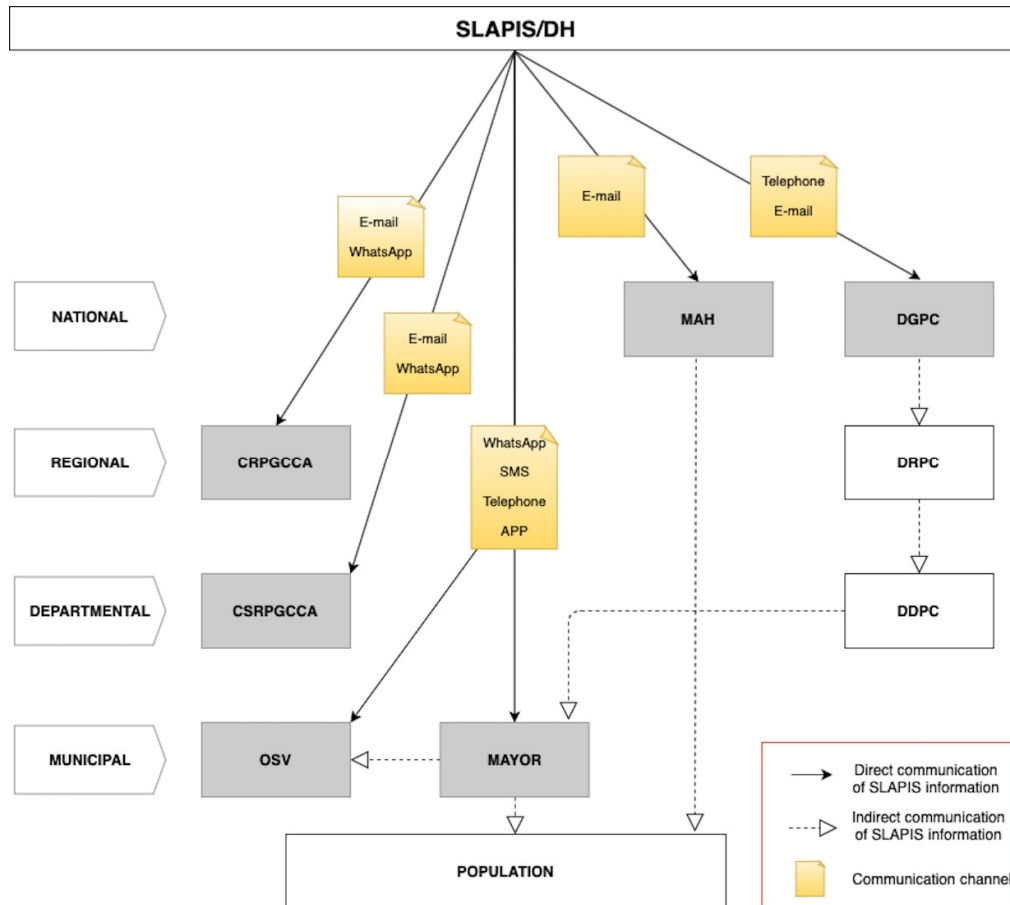 SLAPIS/DH
E-mail
Telephone
E-mail
E-mail
WhatsApp
NATIONAL
MAH
DGPC
E-mail
WhatsApp
REGIONAL
CRPGCCA
WhatsApp
SMS
Telephone
APP
DRPC
DEPARTMENTAL
CSRPGCCA
DDPC
MUNICIPAL
OSV
MAYOR
POPULATION
Direct communication
of SLAPIS information
Indirect communication
of SLAPIS information
Communication channel